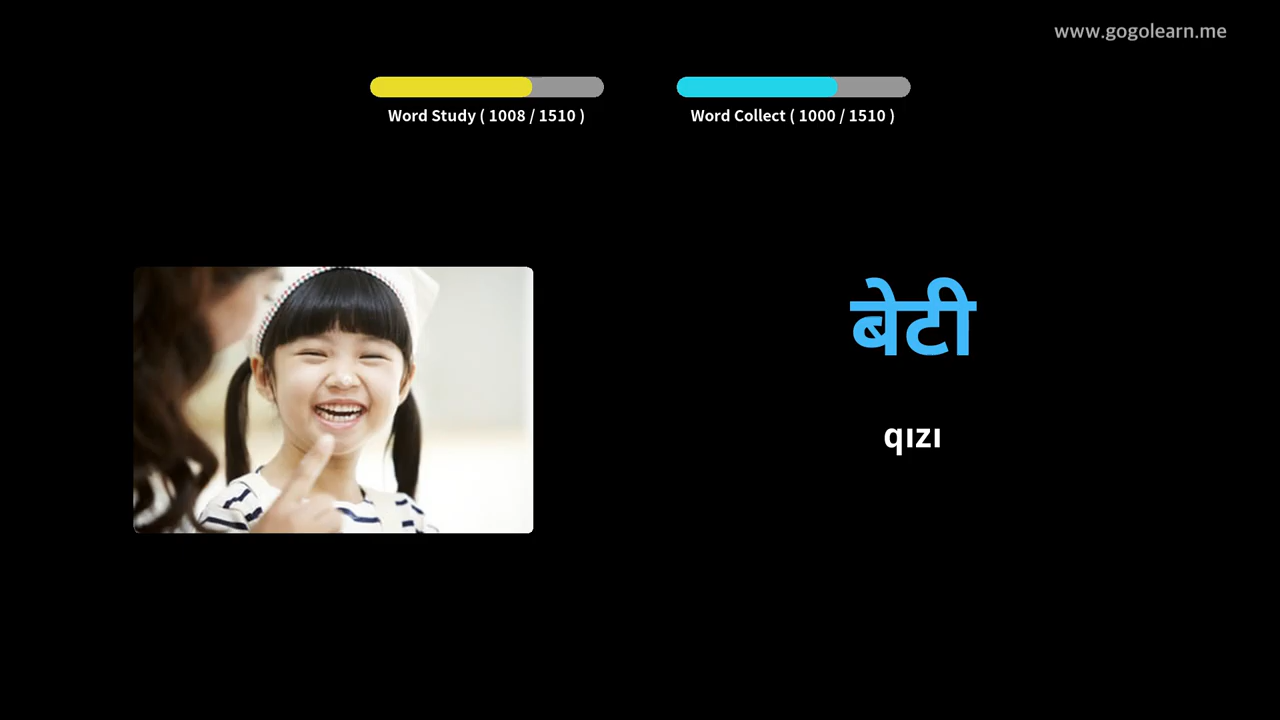 www.gogolearn.me
Word Study ( 1008 / 1510 )
Word Collect ( 1000 / 1510 )
बेटी
qızı